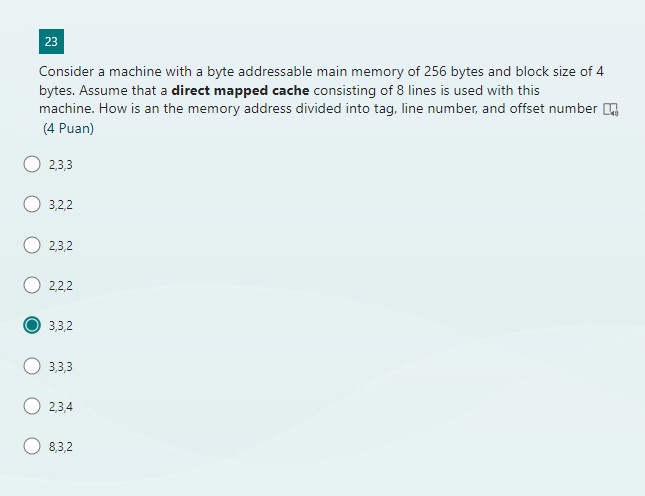 23
Consider a machine with a byte addressable main memory of 256 bytes and block size of 4
bytes. Assume that a direct mapped cache consisting of 8 lines is used with this
machine. How is an the memory address divided into tag, line number, and offset number
(4 Puan)
2,3,3
3,2,2
2,3,2
2,2,2
3,3,2
3,3,3
2,3,4
8,3,2